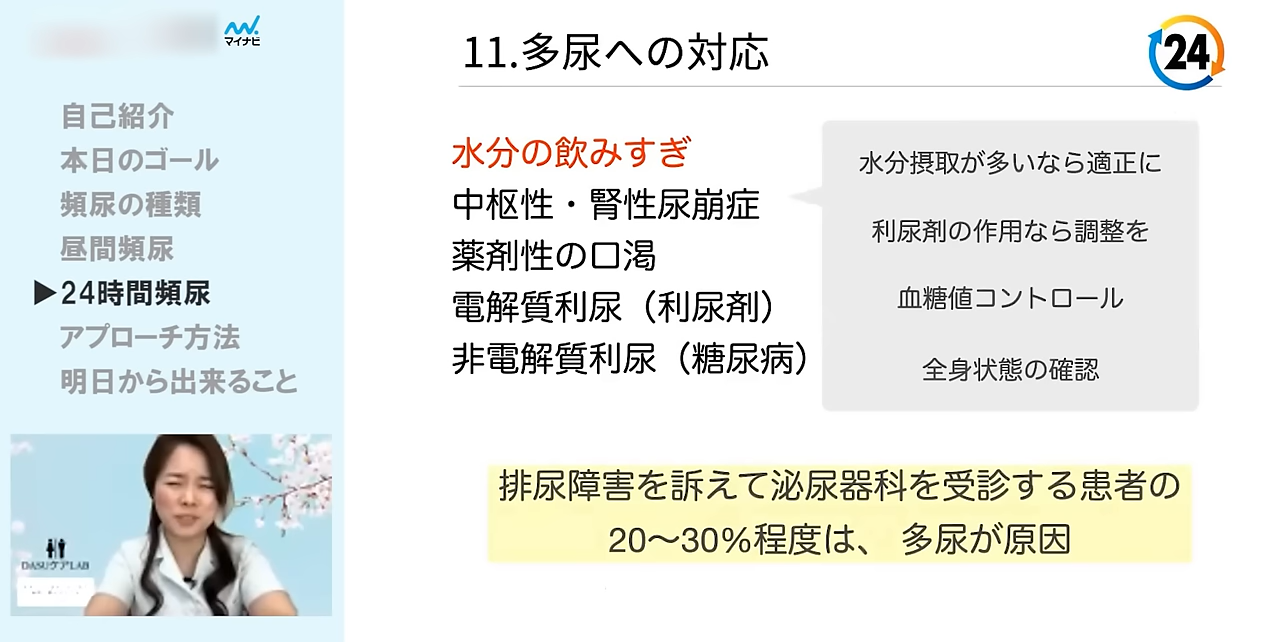 マイナビ
自己紹介
本日のゴール
頻尿の種類
昼間頻尿
▶24時間頻尿
アプローチ方法
明日から出来ること
DASUケアLAB
11.多尿への対応
24
水分の飲みすぎ
中枢性・腎性尿崩症
薬剤性の口渇
電解質利尿（利尿剤）
非電解質利尿（糖尿病）
水分摂取が多いなら適正に
利尿剤の作用なら調整を
血糖値コントロール
全身状態の確認
排尿障害を訴えて泌尿器科を受診する患者の
20〜30%程度は、 多尿が原因